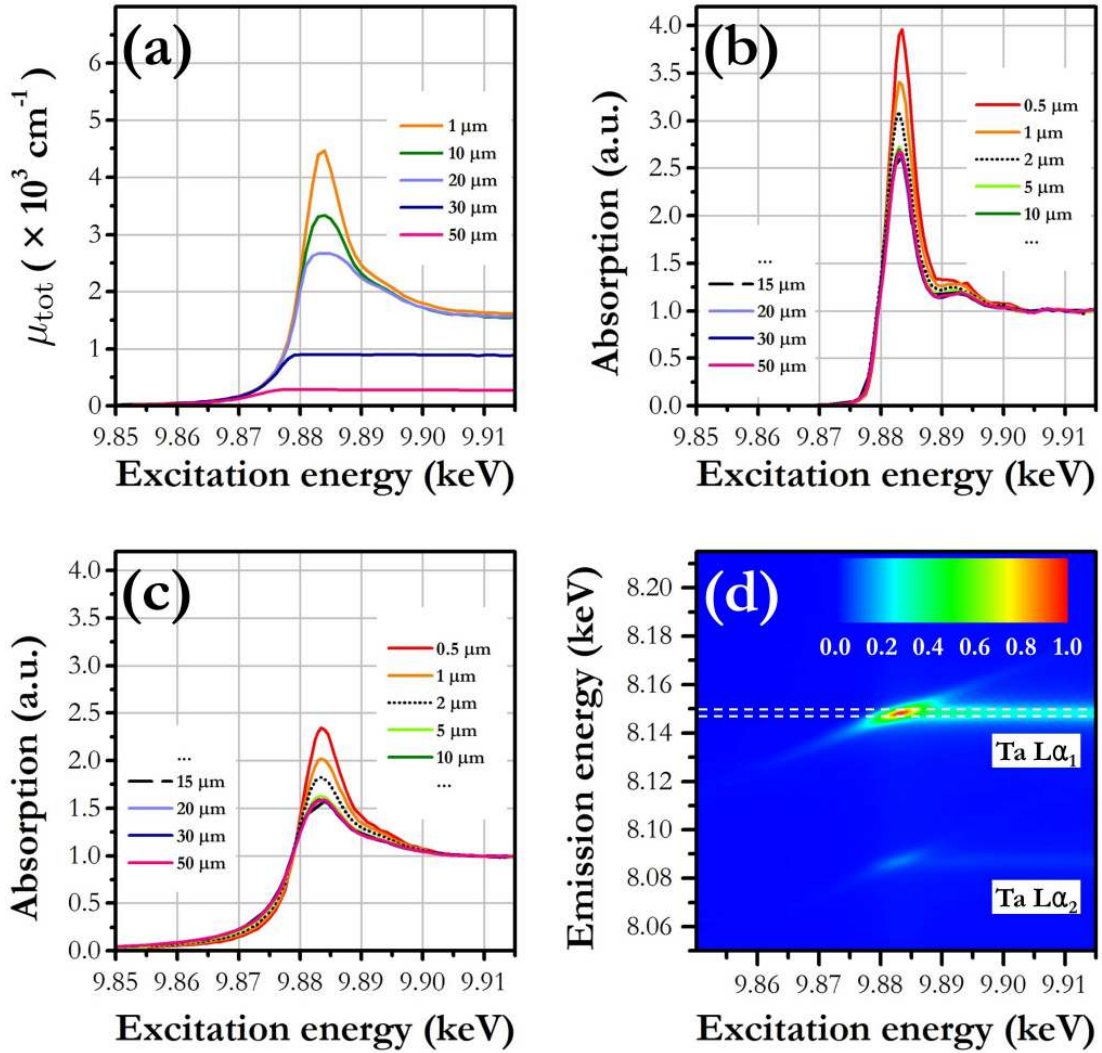 (a)
6
5
4
3
2
1
0
μtot ( × 10³ cm⁻¹
1 μm
10 μm
20 μm
30 μm
50 μm
9.85 9.86 9.87 9.88 9.89 9.90 9.91
Excitation energy (keV)
(b)
4.0
3.5
3.0
2.5
2.0
1.5
1.0
0.5
0.0
Absorption (a.u.)
0.5 μm
1 μm
2 μm
5 μm
10 μm
...
...
15 μm
20 μm
30 μm
50 μm
9.85 9.86 9.87 9.88 9.89 9.90 9.91
Excitation energy (keV)
(c)
4.0
3.5
3.0
2.5
2.0
1.5
1.0
0.5
0.0
Absorption (a.u.)
0.5 μm
1 μm
2 μm
5 μm
10 μm
...
...
15 μm
20 μm
30 μm
50 μm
9.85 9.86 9.87 9.88 9.89 9.90 9.91
Excitation energy (keV)
(d)
0.0 0.2 0.4 0.6 0.8 1.0
8.20
8.18
8.16
8.14
8.12
8.10
8.08
8.06
Emission energy (keV)
Ta Lα₁
Ta Lα₂
9.86 9.87 9.88 9.89 9.90 9.91
Excitation energy (keV)